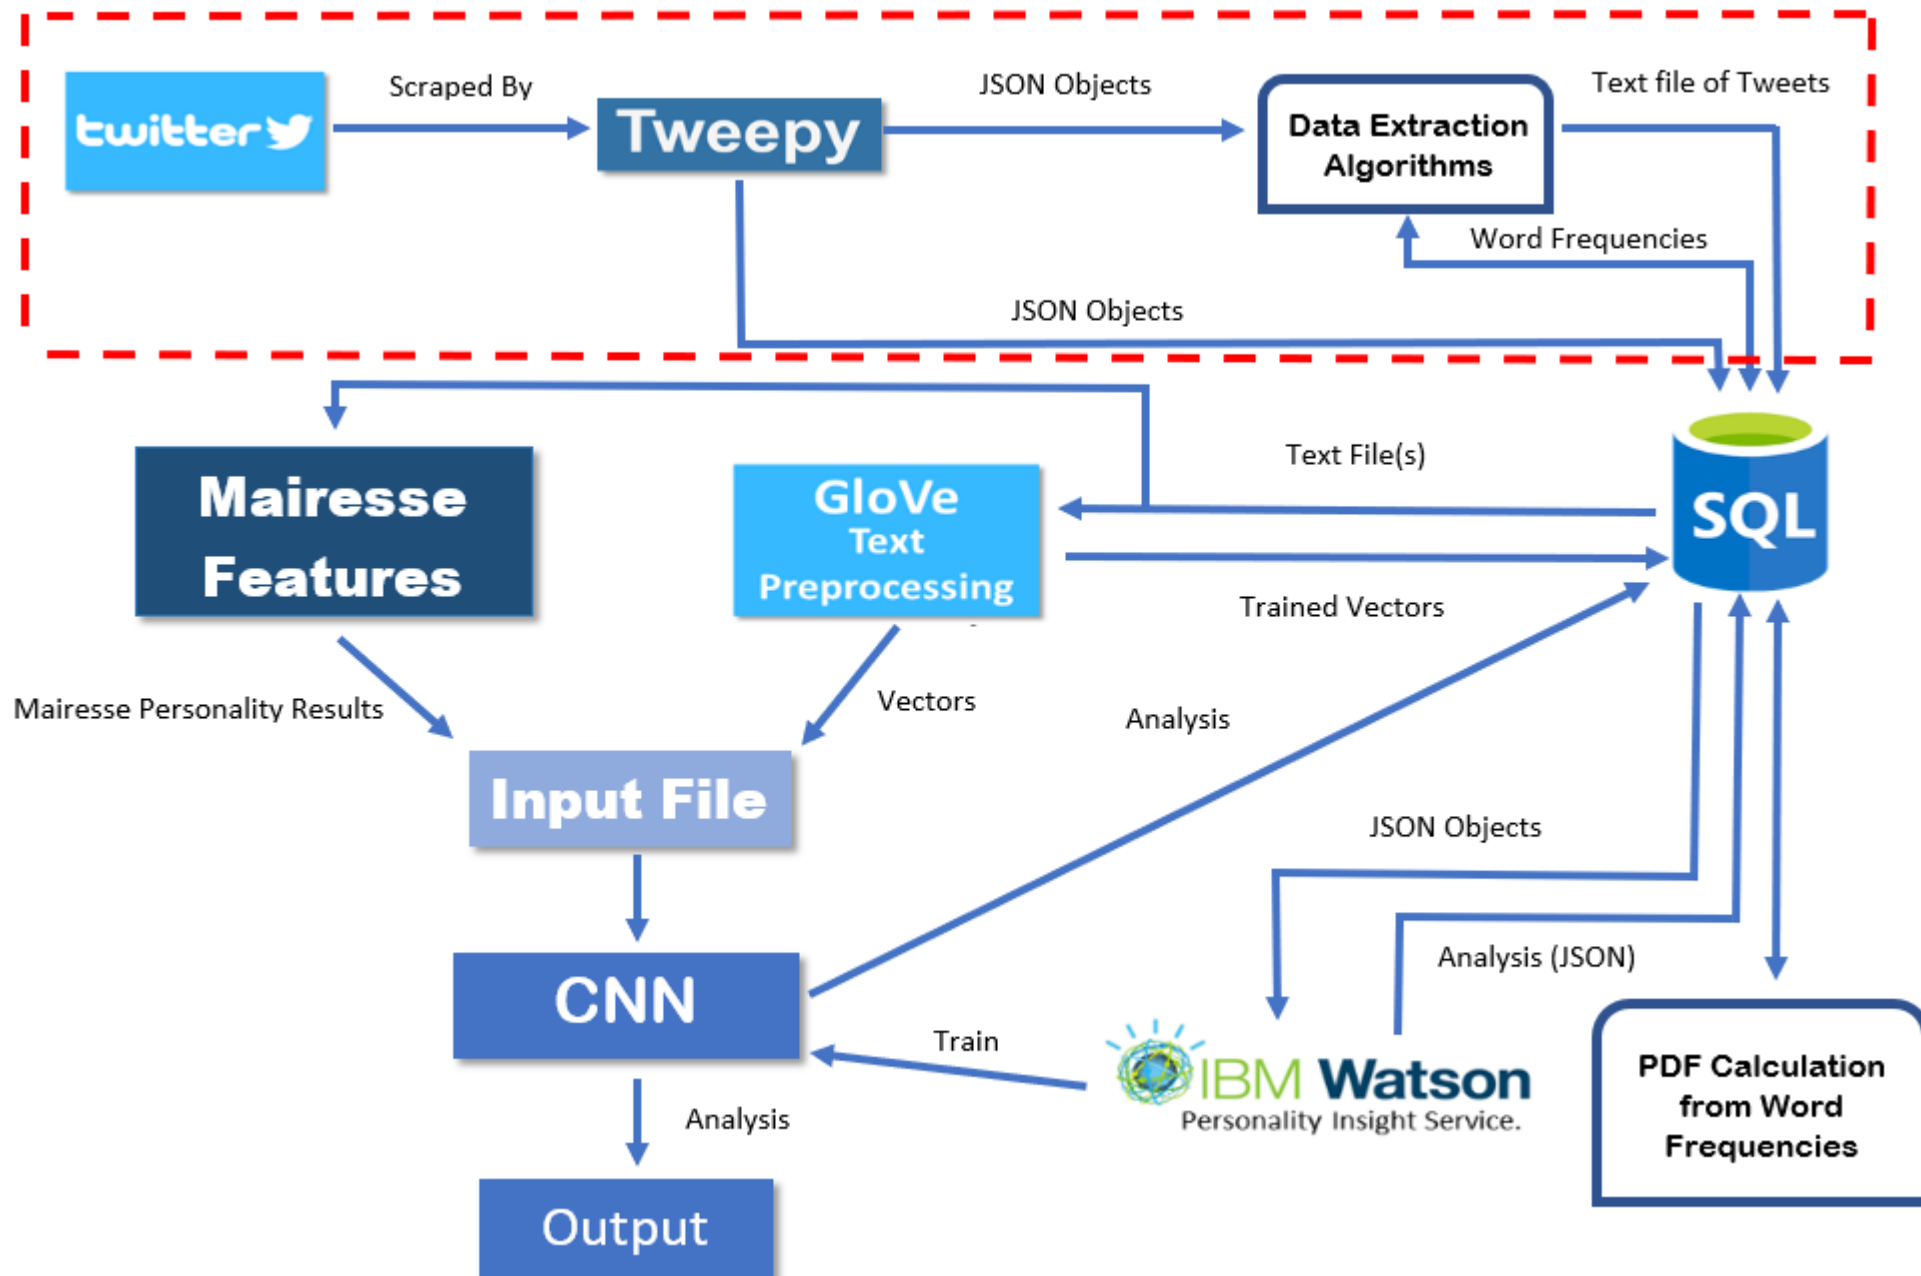 Scraped By
JSON Objects
Text file of Tweets
twitter
Tweepy
Data Extraction
Algorithms
Word Frequencies
JSON Objects
Mairesse
Features
GloVe
Text
Preprocessing
Text File(s)
SQL
Trained Vectors
Mairesse Personality Results
Vectors
Analysis
Input File
JSON Objects
Analysis (JSON)
CNN
Train
IBM Watson
Personality Insight Service.
PDF Calculation
from Word
Frequencies
Analysis
Output